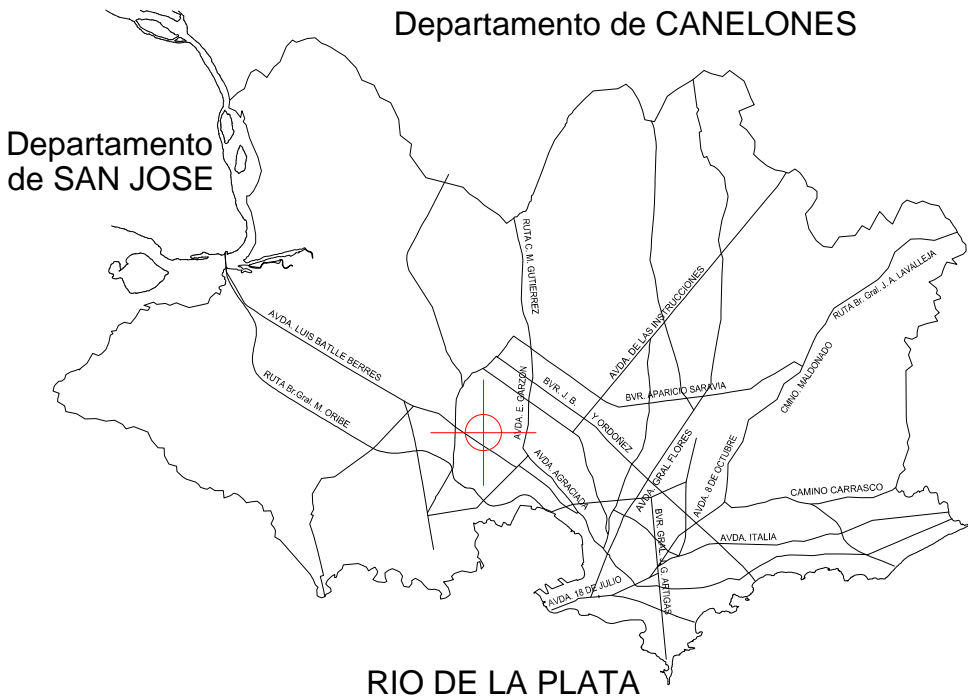 Departamento de CANELONES
Departamento
de SAN JOSE
RUTA C. M. GUTIERREZ
AVDA. DE LAS INSTRUCCIONES
RUTA Br. Gral. J. A. LAVALLEJA
AVDA. LUIS BATLLE BERRES
RUTA Br.Gral. M. ORIBE
AVDA. E. GARZÓN
BVR. J. B.
Y ORDOÑEZ
BVR. APARICIO SARAVIA
CMNO. MALDONADO
AVDA. AGRACIADA
AVDA. GRAL FLORES
AVDA. 8 DE OCTUBRE
CAMINO CARRASCO
BVR. GRAL. J. G. ARTIGAS
AVDA. ITALIA
AVDA. 18 DE JULIO
RIO DE LA PLATA